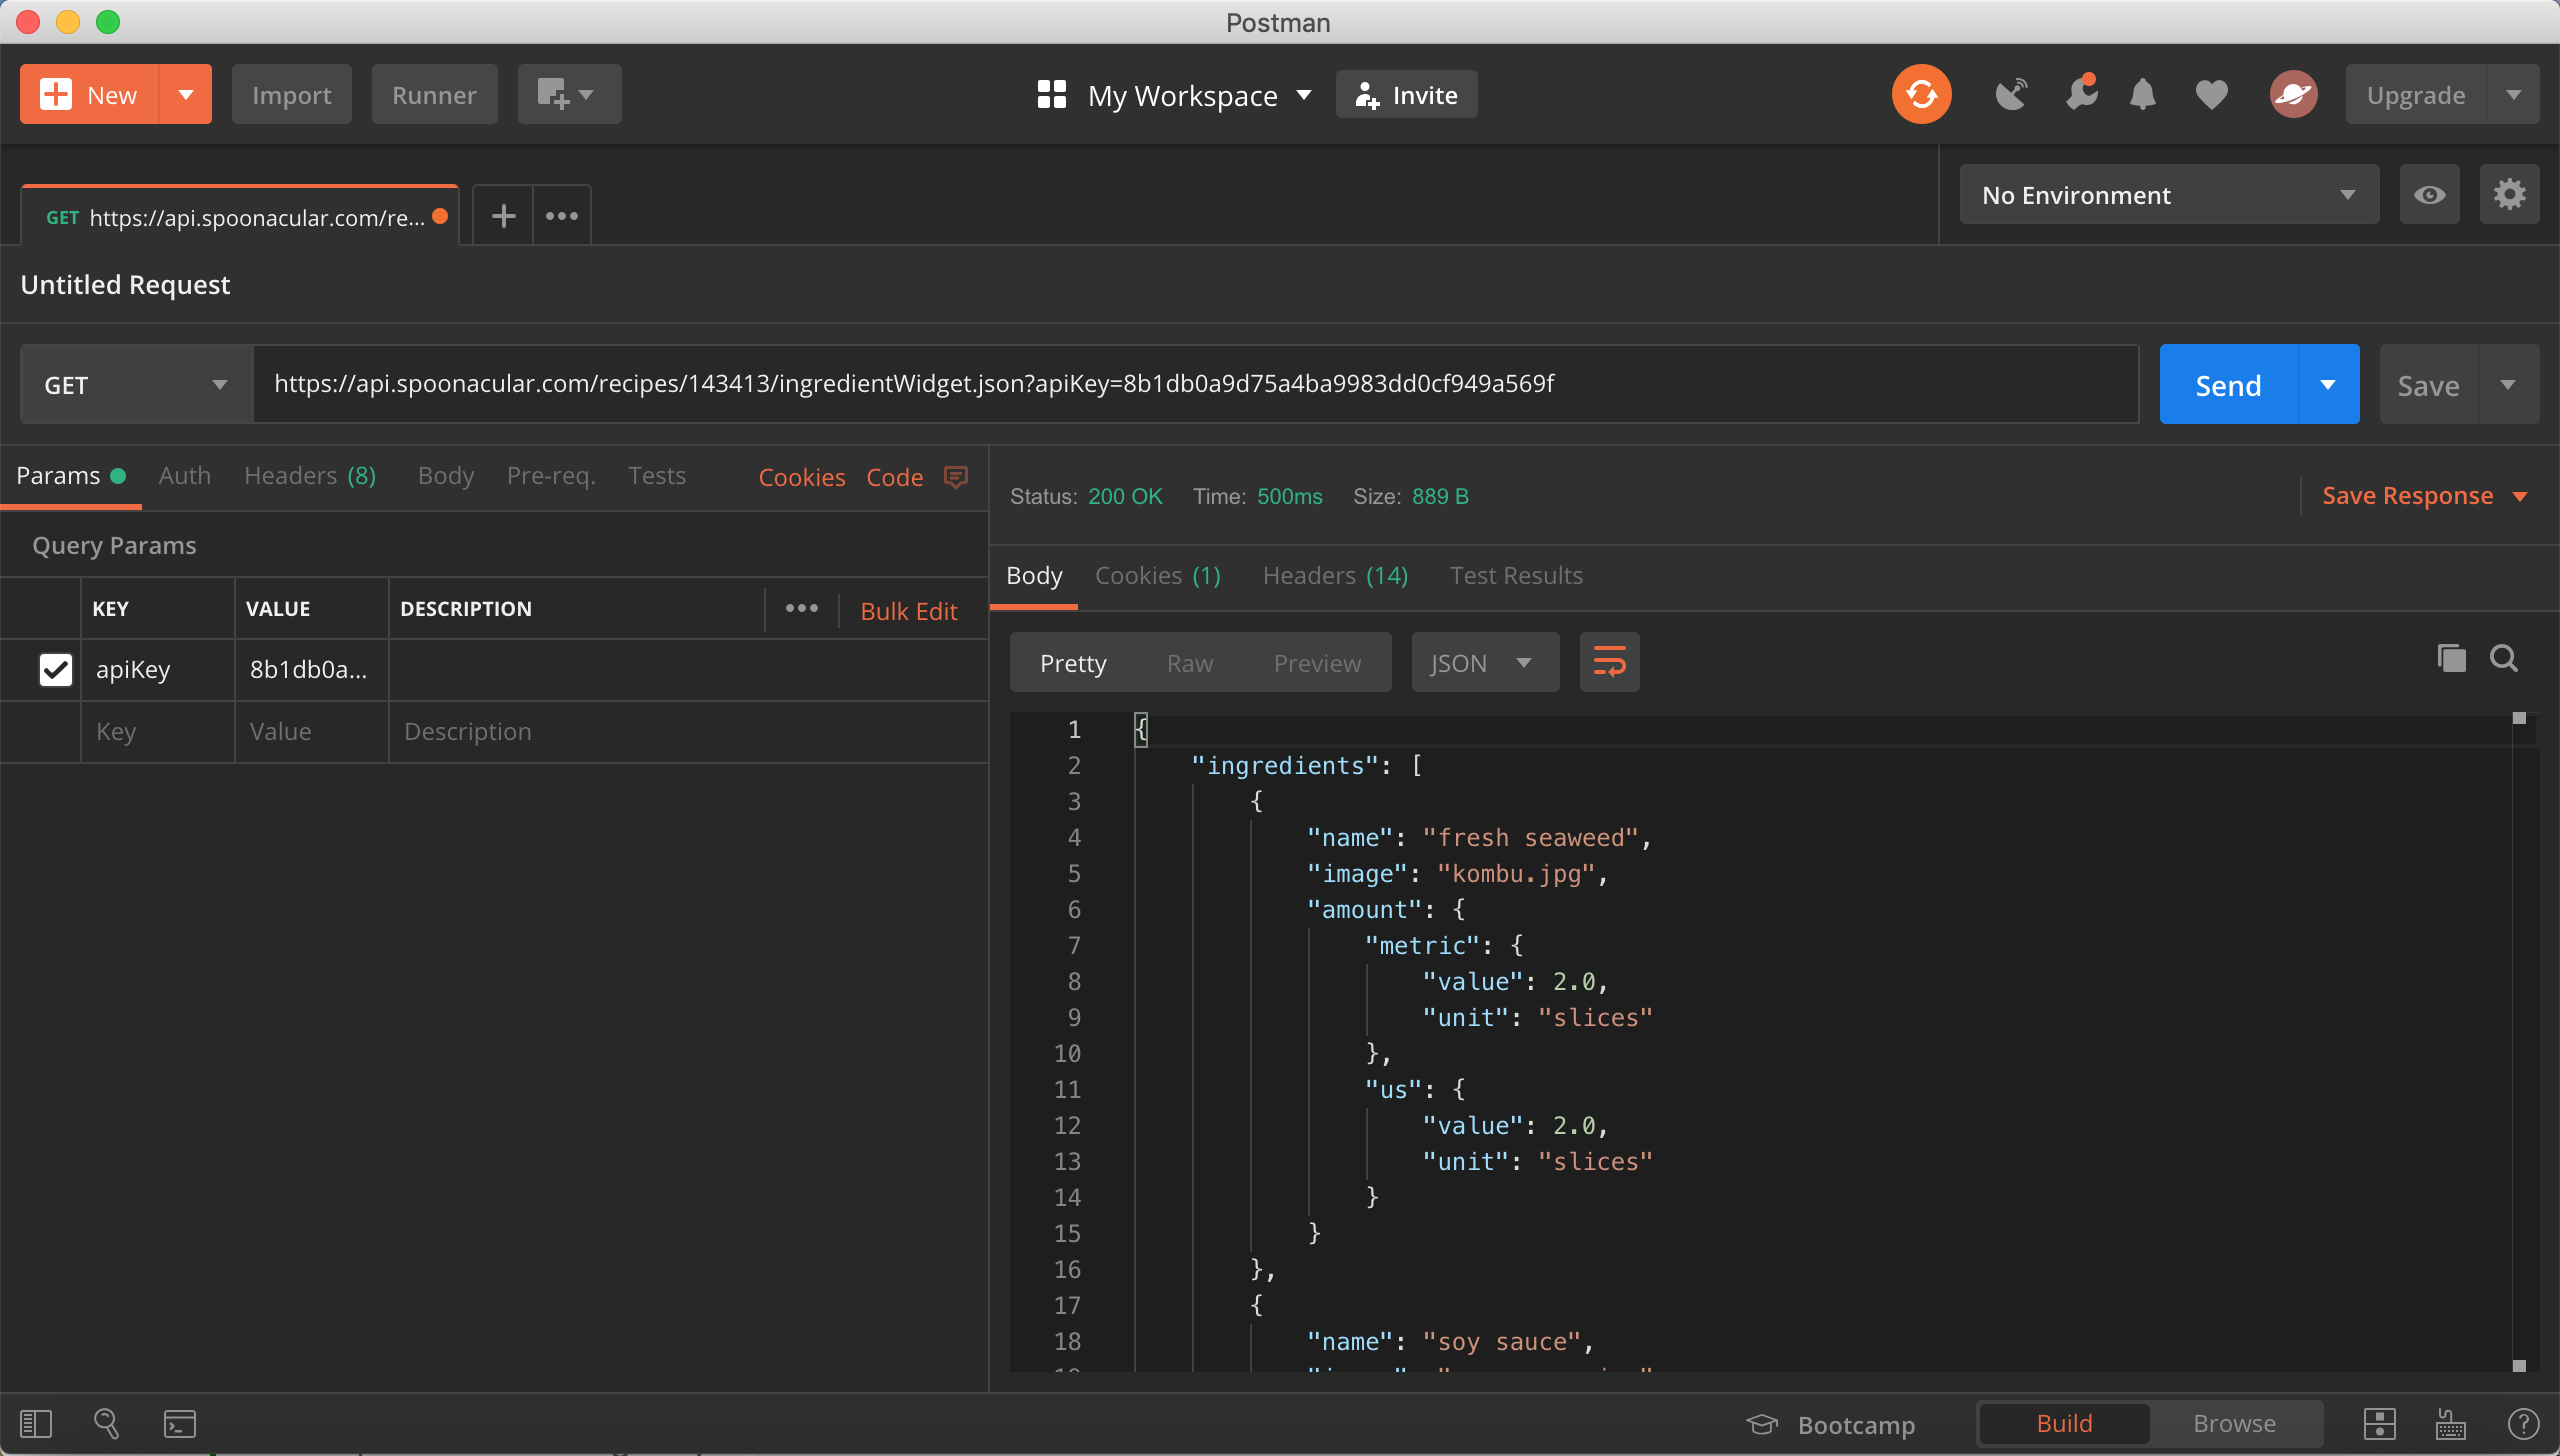 Postman
New Import Runner My Workspace Invite Upgrade
GET https://api.spoonacular.com/re... No Environment
Untitled Request
GET https://api.spoonacular.com/recipes/143413/ingredientWidget.json?apiKey=8b1db0a9d75a4ba9983dd0cf949a569f Send Save
Params Auth Headers (8) Body Pre-req. Tests Cookies Code
Query Params
KEY VALUE DESCRIPTION ••• Bulk Edit
apiKey 8b1db0a...
Key Value Description
Status: 200 OK Time: 500ms Size: 889 B Save Response
Body Cookies (1) Headers (14) Test Results
Pretty Raw Preview JSON
1 {
2 "ingredients": [
3 {
4 "name": "fresh seaweed",
5 "image": "kombu.jpg",
6 "amount": {
7 "metric": {
8 "value": 2.0,
9 "unit": "slices"
10 },
11 "us": {
12 "value": 2.0,
13 "unit": "slices"
14 }
15 }
16 },
17 {
18 "name": "soy sauce",
Bootcamp Build Browse